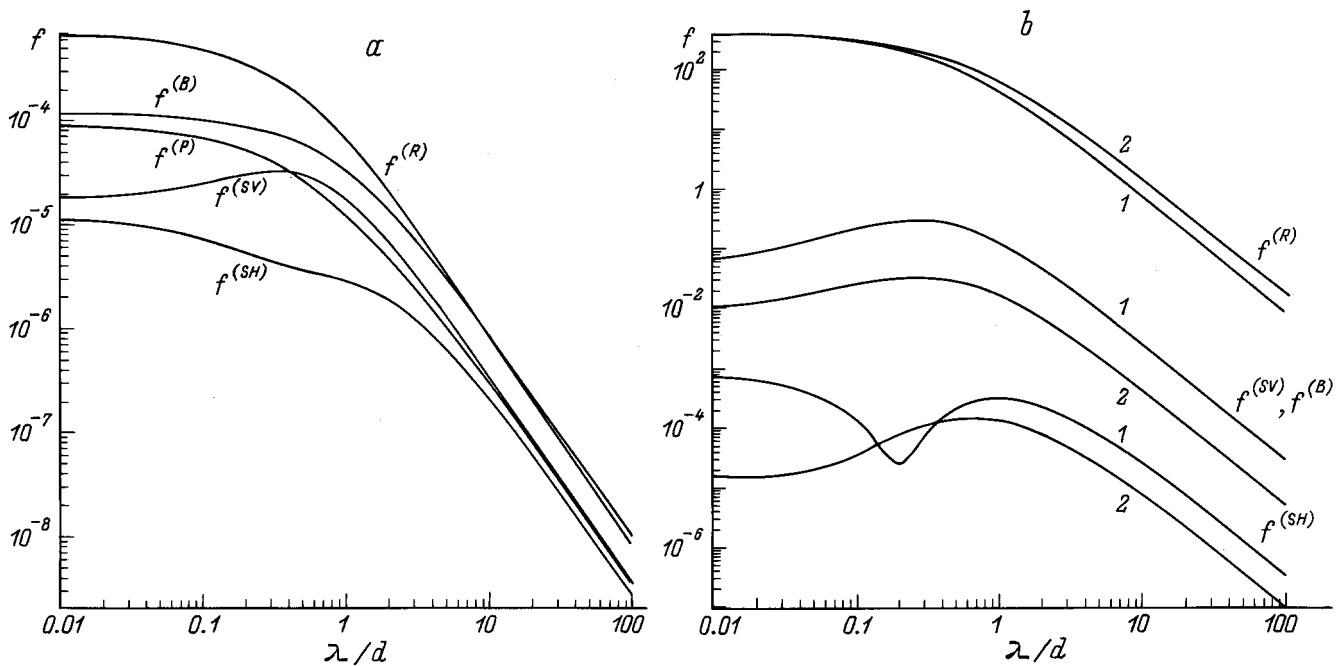 a
f
f^(B)
10^-4
f^(P)
f^(R)
f^(SV)
10^-5
f^(SH)
10^-6
10^-7
10^-8
0.01 0.1 1 10 100
λ/d
b
f
10^2
2
1
1
f^(R)
1
10^-2
2
f^(SV), f^(B)
10^-4
1
2
f^(SH)
10^-6
0.01 0.1 1 10 100
λ/d